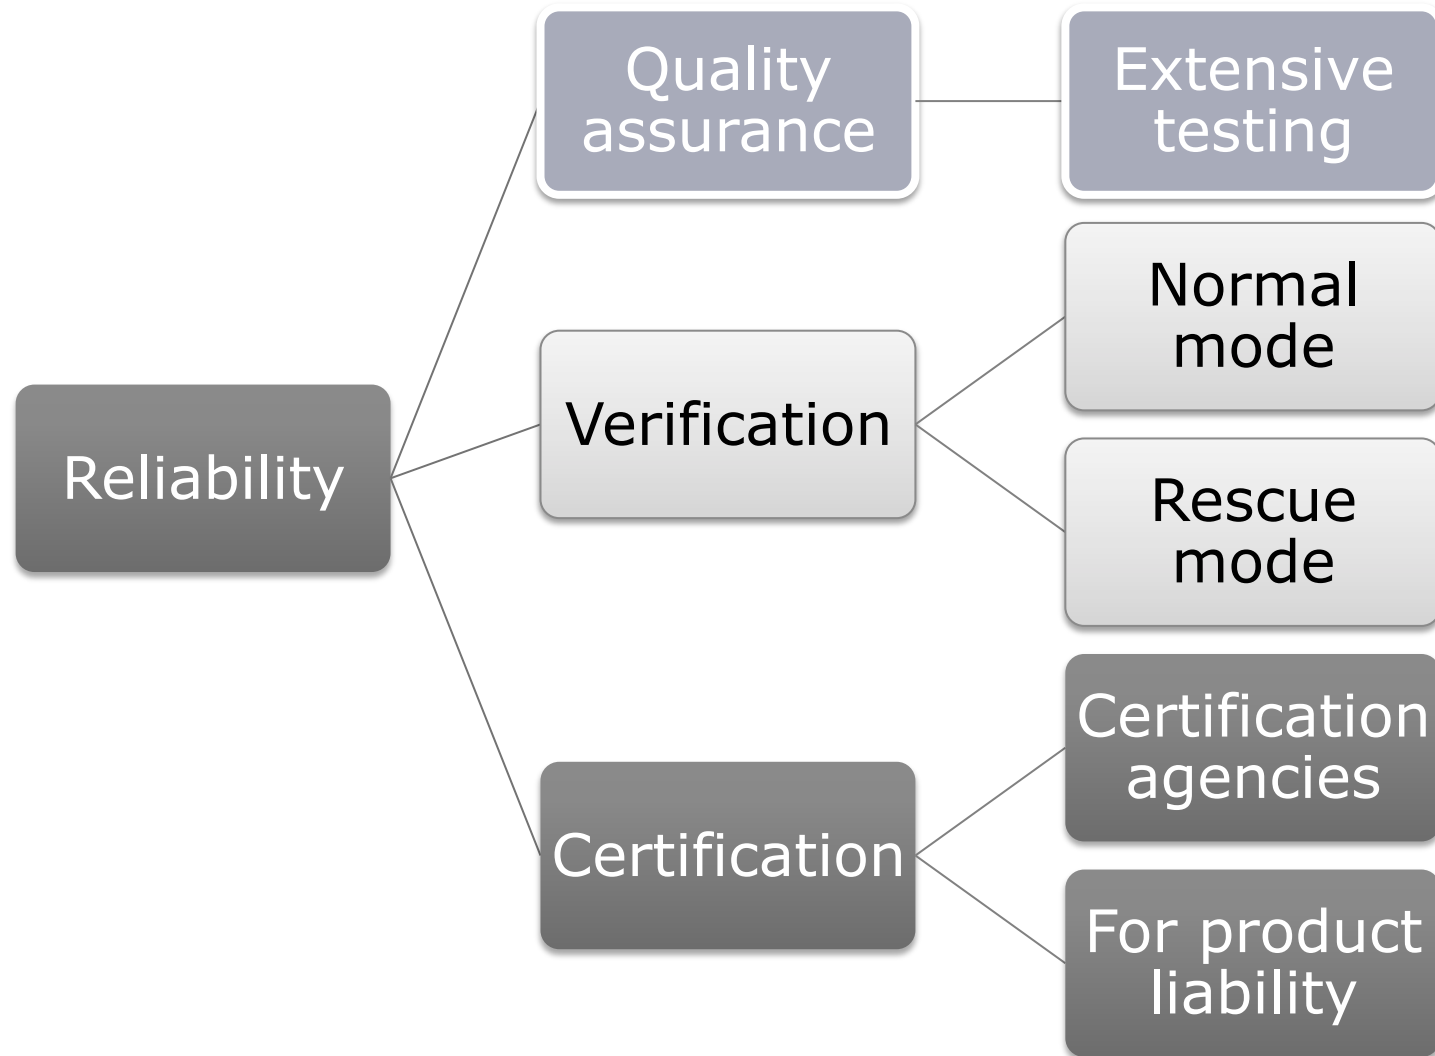 Quality
assurance
Extensive
testing
Normal
mode
Verification
Reliability
Rescue
mode
Certification
agencies
Certification
For product
liability